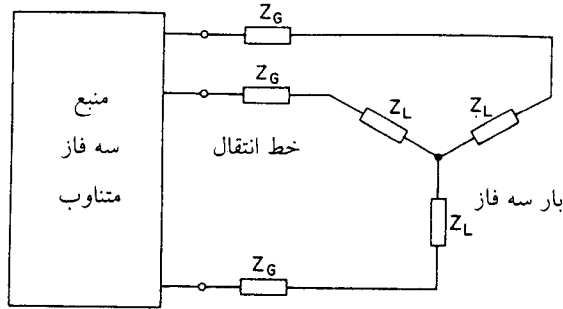 Z_G
Z_G
Z_L
Z_L
منبع
سه فاز
متناوب
خط انتقال
بار سه فاز
Z_L
Z_G